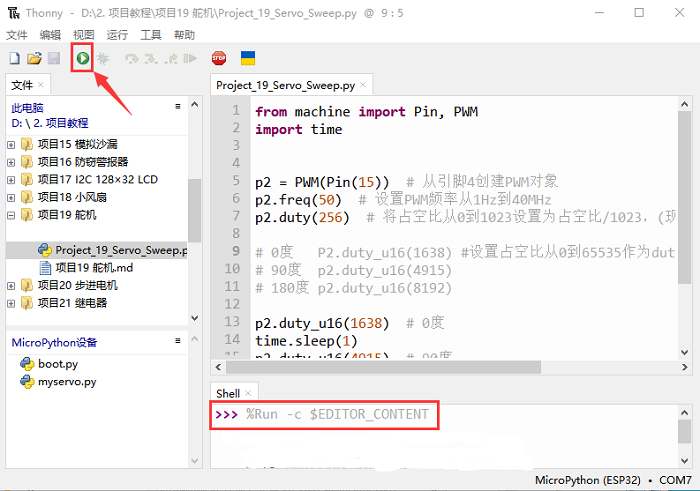 Thonny - D:\2. 项目教程\项目19 舵机\Project_19_Servo_Sweep.py @ 9 : 5
文件 编辑 视图 运行 工具 帮助
STOP
文件
此电脑
D: \ 2. 项目教程
项目15 模拟沙漏
项目16 防窃警报器
项目17 I2C 128×32 LCD
项目18 小风扇
项目19 舵机
Project_19_Servo_Sweep.p
项目19 舵机.md
项目20 步进电机
项目21 继电器
MicroPython设备
boot.py
myservo.py
Project_19_Servo_Sweep.py
1 from machine import Pin, PWM
2 import time
3
4
5 p2 = PWM(Pin(15)) # 从引脚4创建PWM对象
6 p2.freq(50) # 设置PWM频率从1Hz到40MHz
7 p2.duty(256) # 将占空比从0到1023设置为占空比/1023, (现
8
9 # 0度 P2.duty_u16(1638) #设置占空比从0到65535作为dut
10 # 90度 p2.duty_u16(4915)
11 # 180度 p2.duty_u16(8192)
12
13 p2.duty_u16(1638) # 0度
14 time.sleep(1)
15 p2.duty_u16(4915) # 90度
Shell
>>> %Run -c $EDITOR_CONTENT
MicroPython (ESP32) • COM7